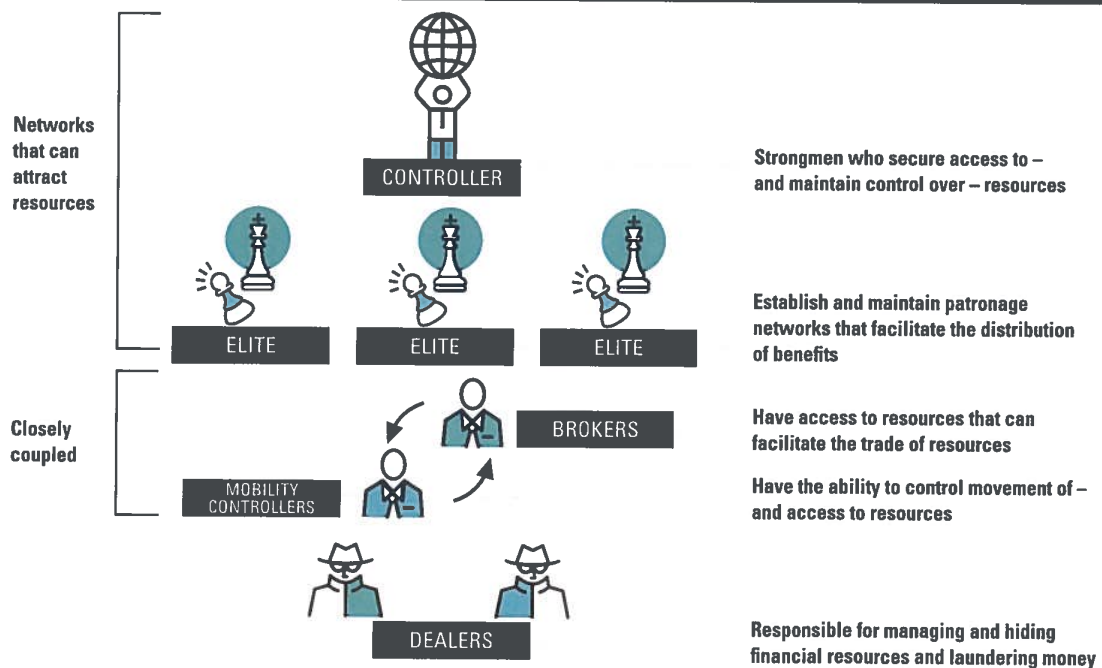 Networks
that can
attract
resources
CONTROLLER
Strongmen who secure access to –
and maintain control over – resources
ELITE
ELITE
ELITE
Establish and maintain patronage
networks that facilitate the distribution
of benefits
Closely
coupled
BROKERS
Have access to resources that can
facilitate the trade of resources
MOBILITY
CONTROLLERS
Have the ability to control movement of –
and access to resources
DEALERS
Responsible for managing and hiding
financial resources and laundering money